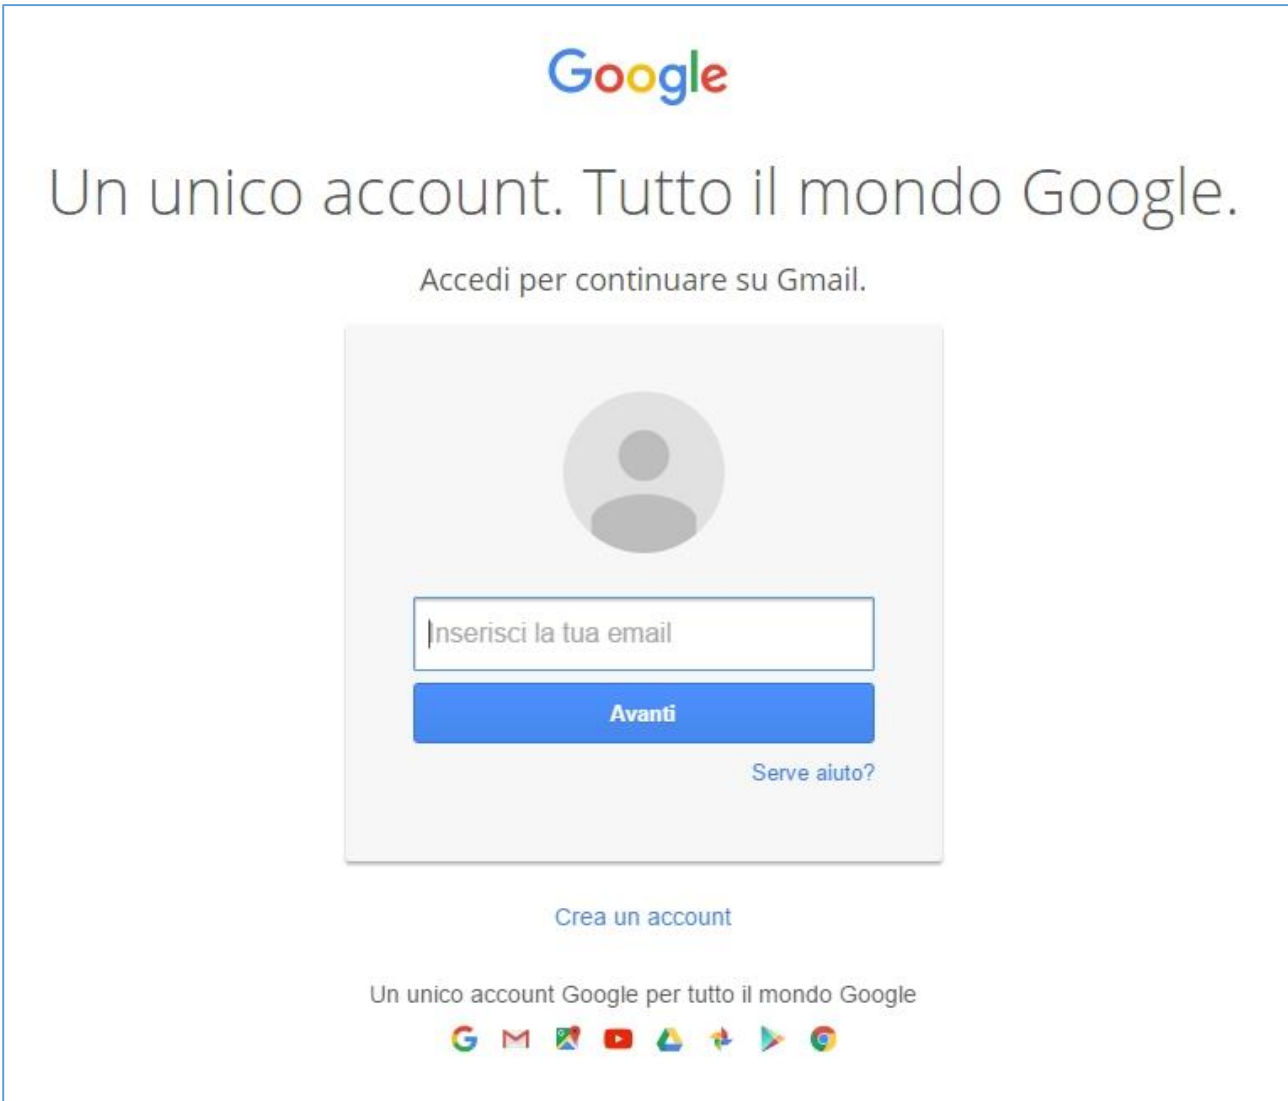 Google
Un unico account. Tutto il mondo Google.
Accedi per continuare su Gmail.
Inserisci la tua email
Avanti
Serve aiuto?
Crea un account
Un unico account Google per tutto il mondo Google